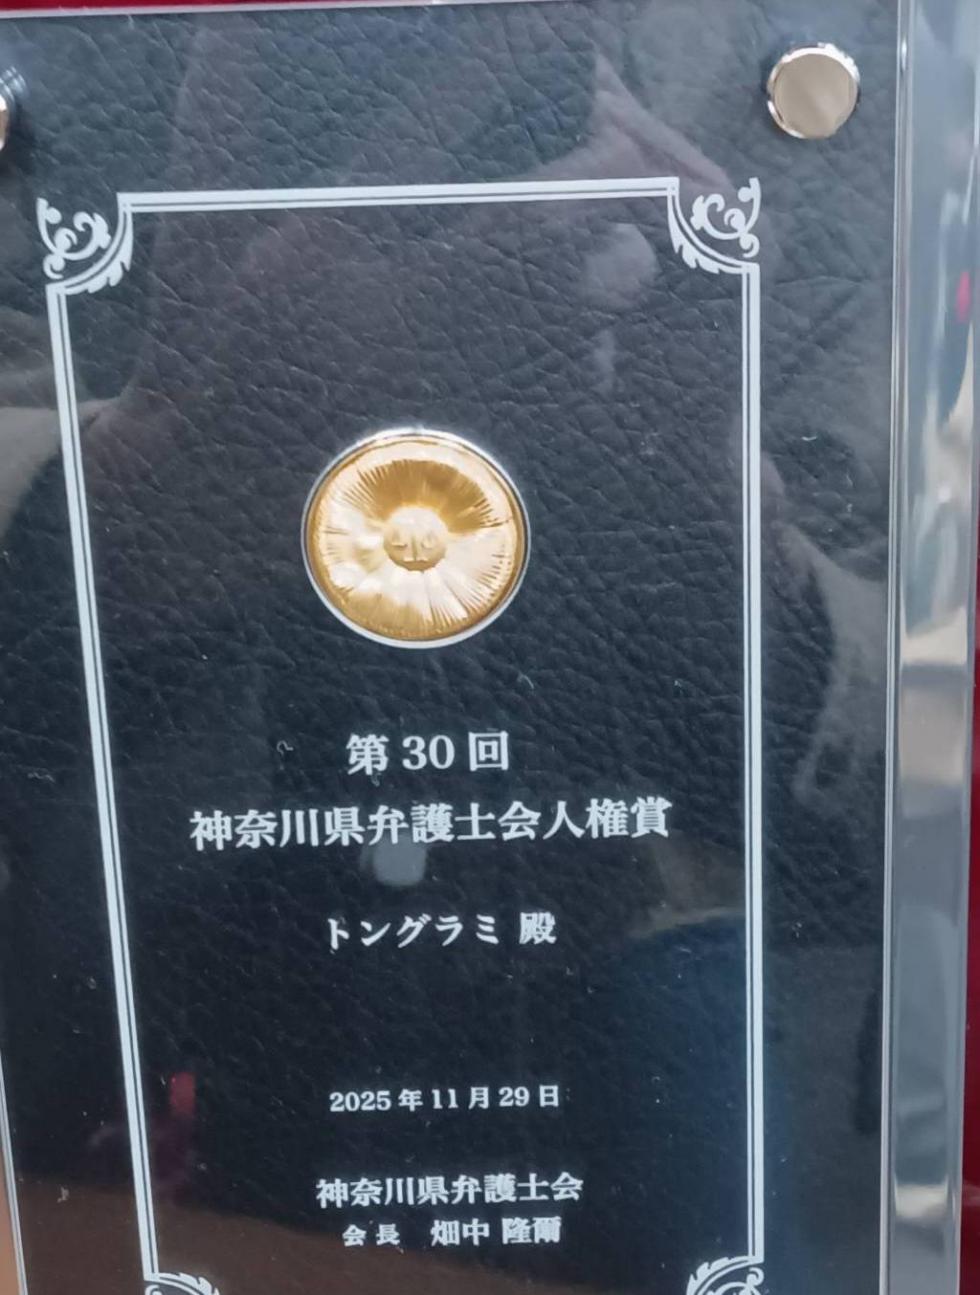 第30回
神奈川県弁護士会人権賞
トングラミ 殿
2025年11月29日
神奈川県弁護士会
会長 畑中 隆爾